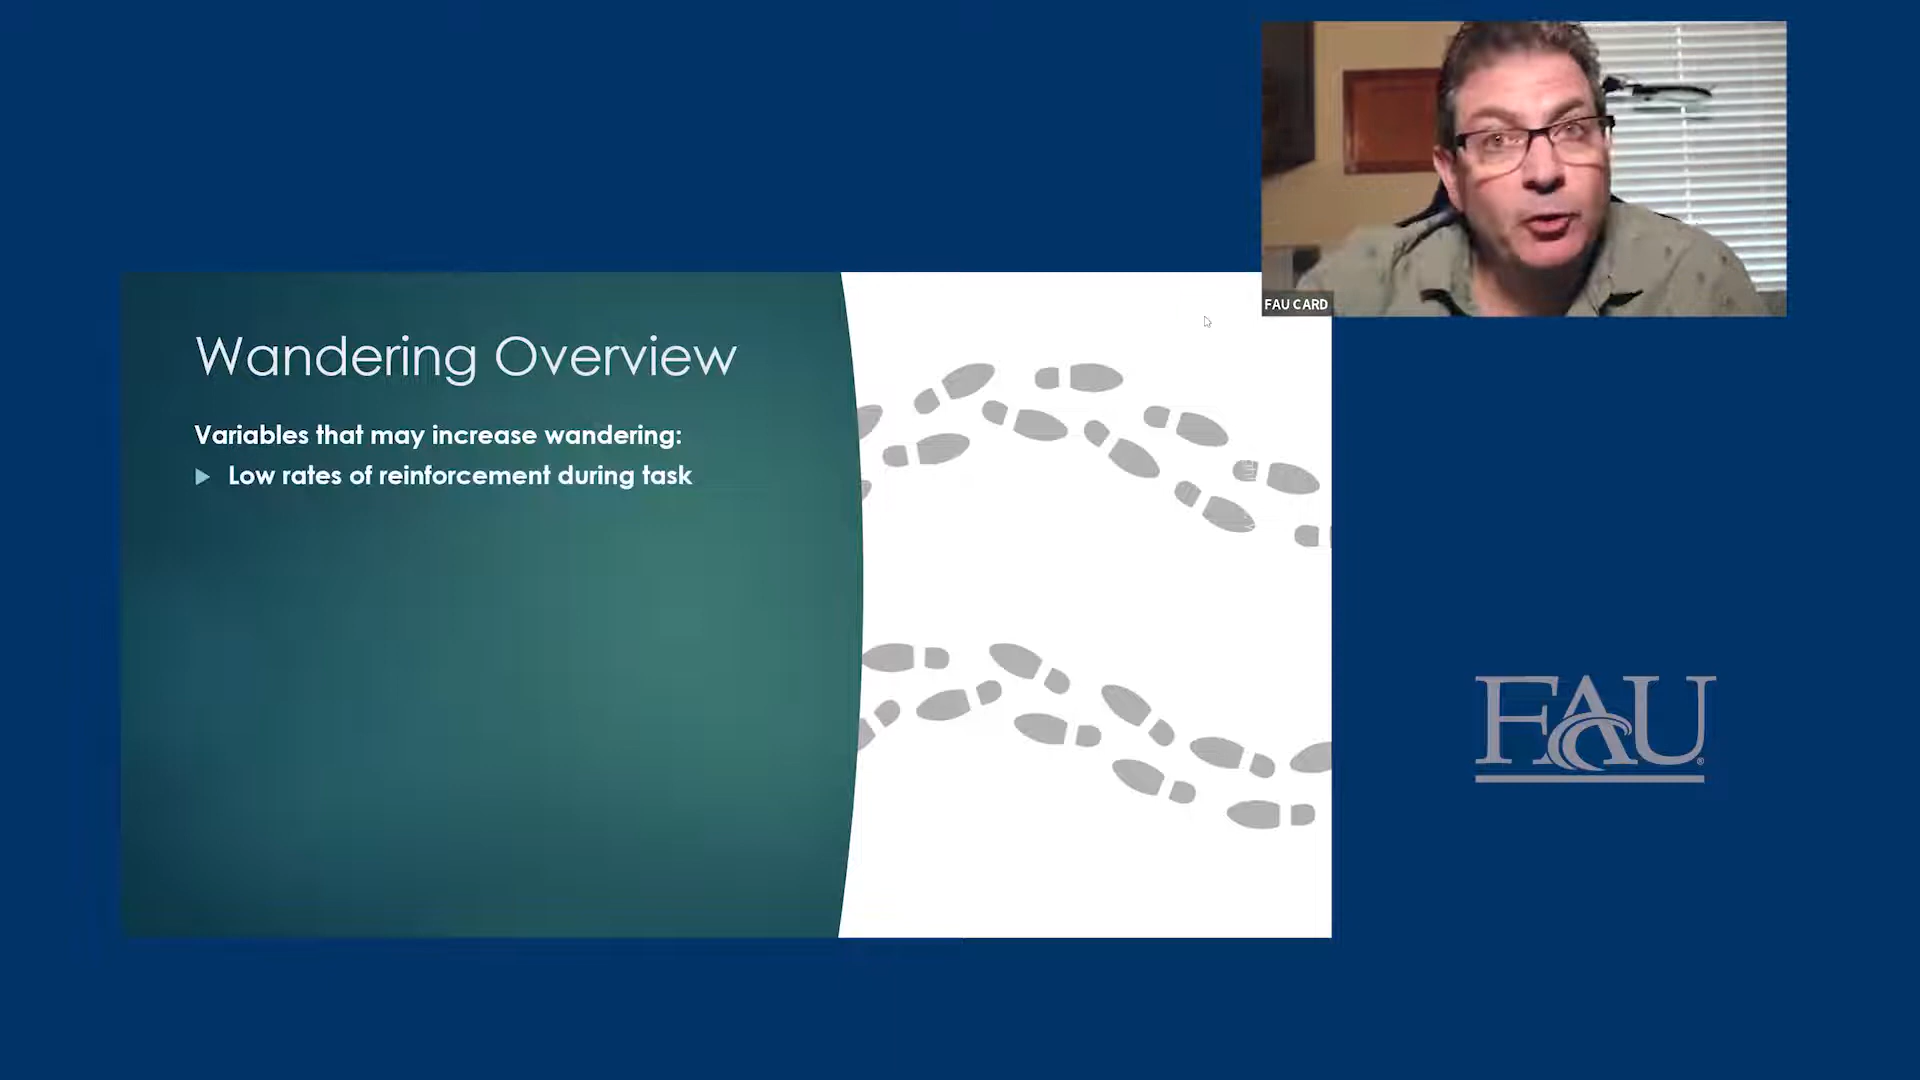 FAU CARD
Wandering Overview
Variables that may increase wandering:
Low rates of reinforcement during task
FAU